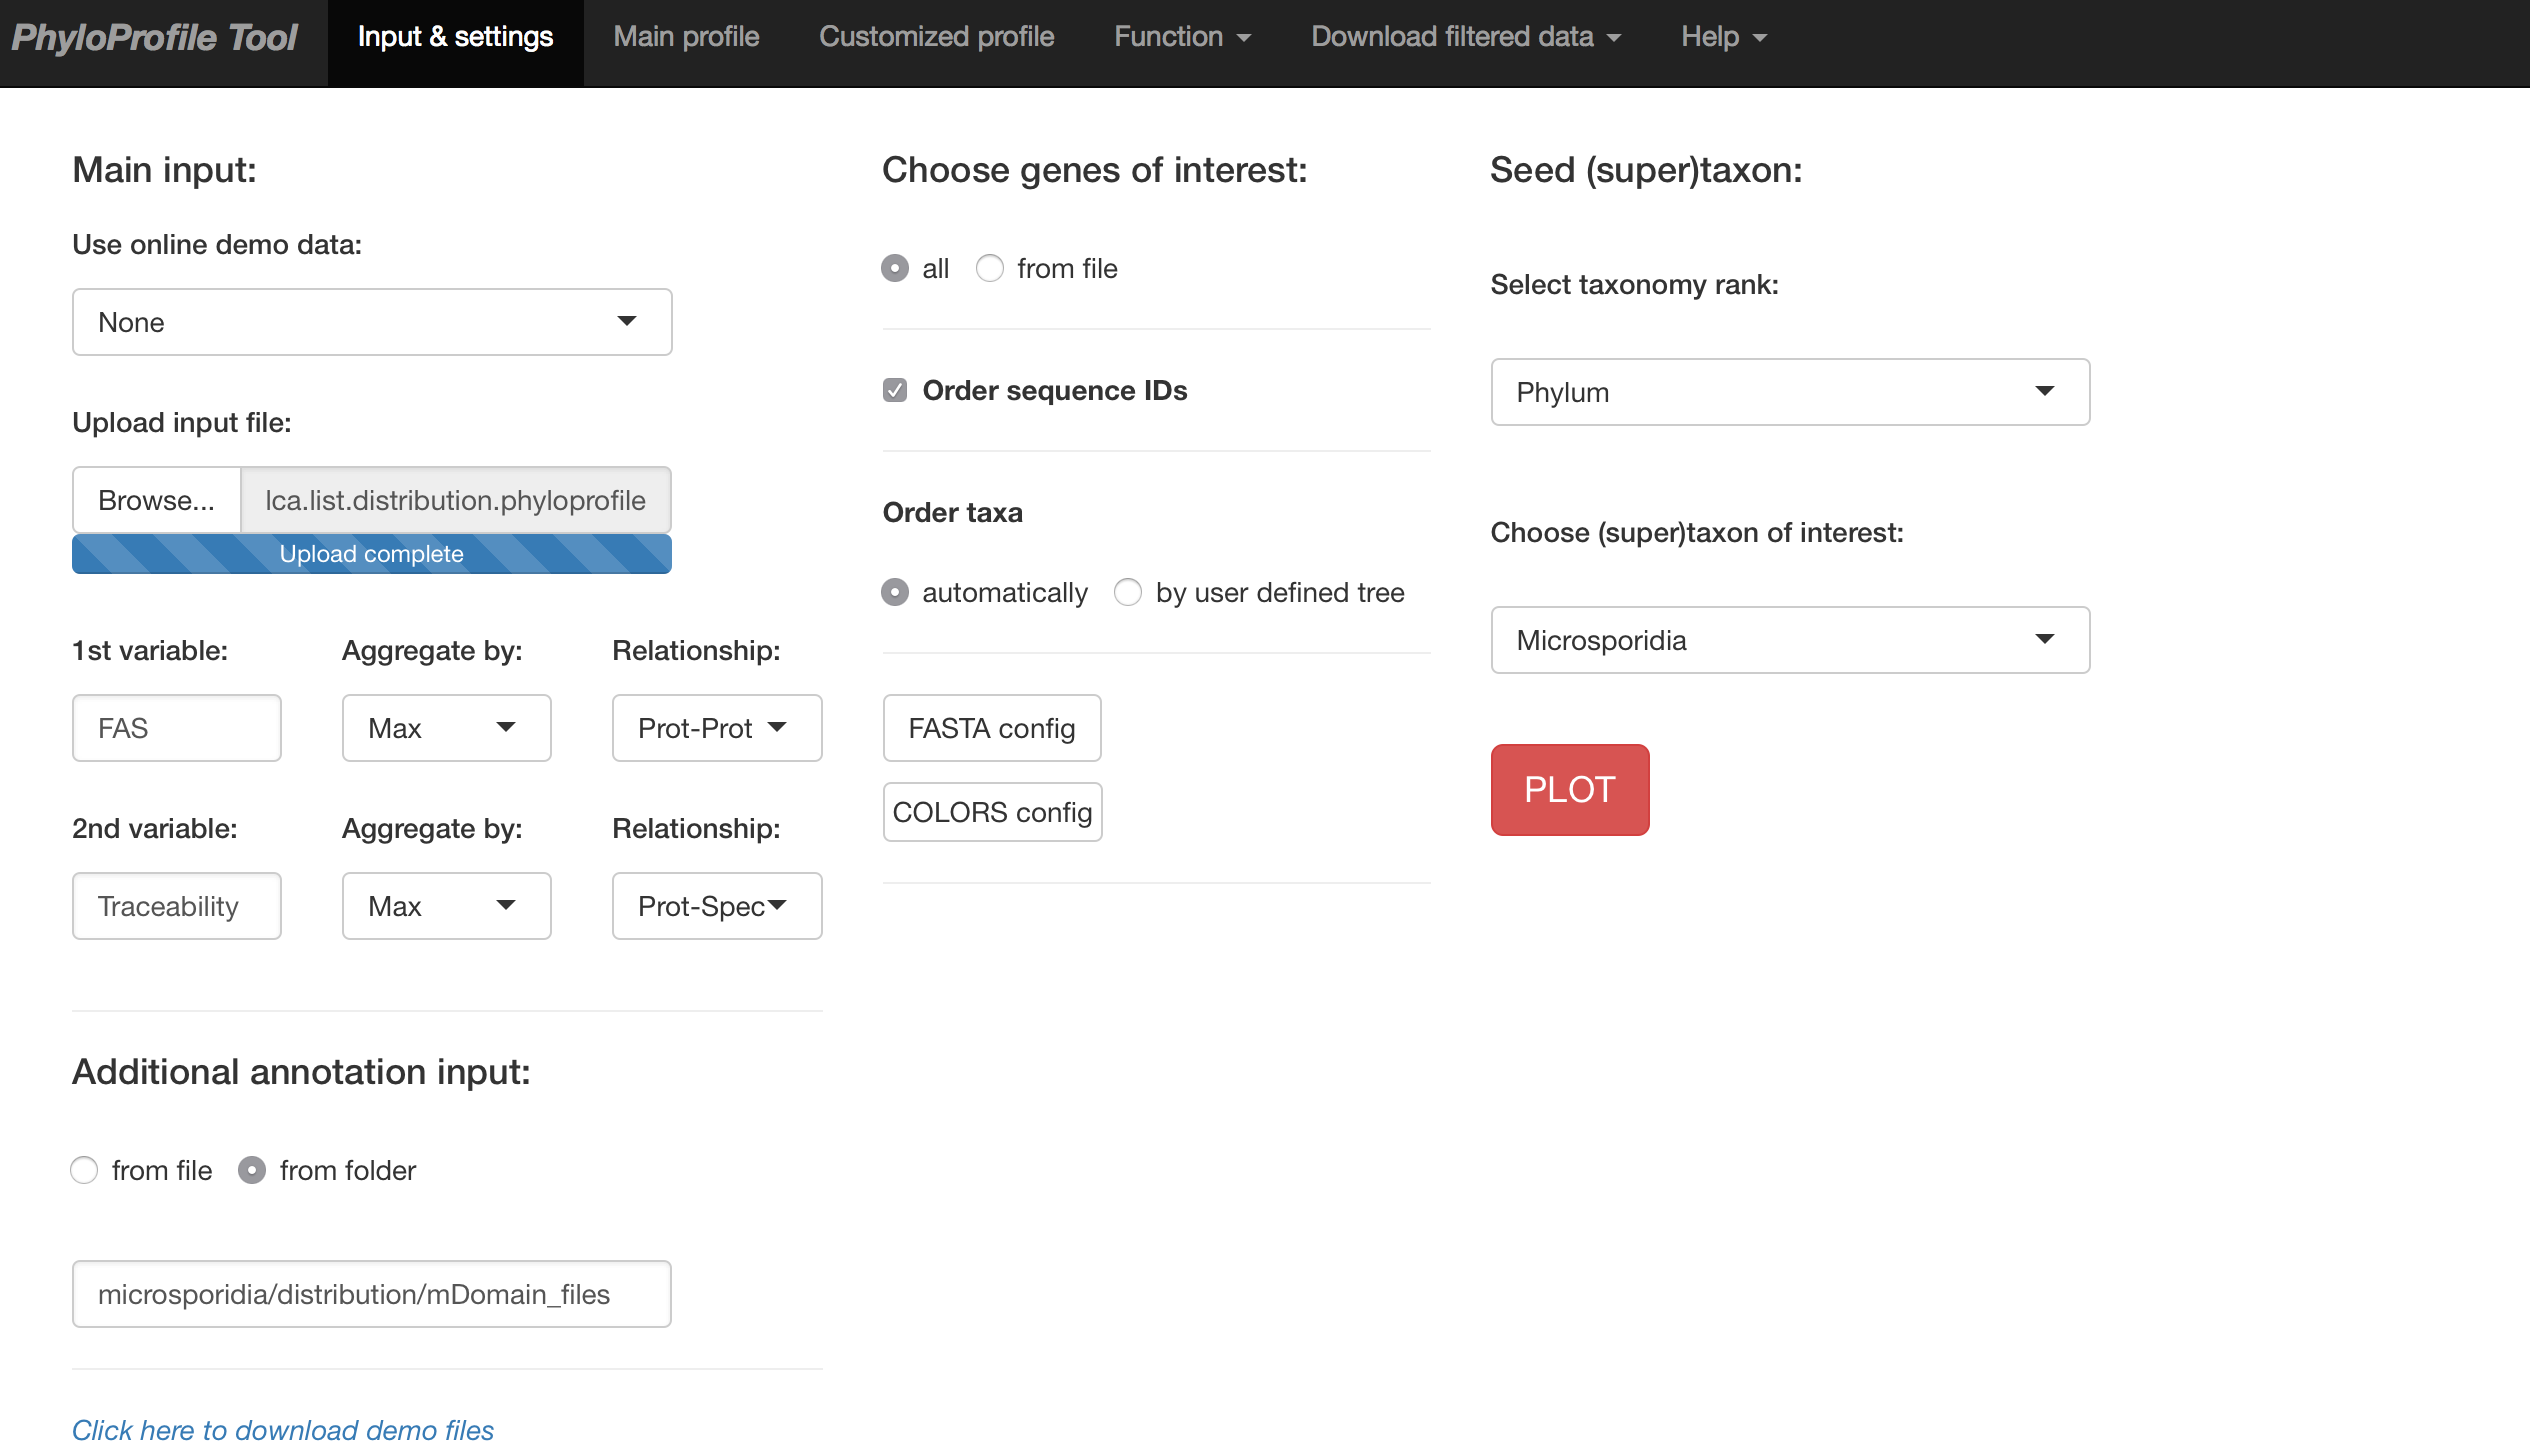 PhyloProfile Tool
Input & settings
Main profile
Customized profile
Function
Download filtered data
Help
Main input:
Use online demo data:
None
Upload input file:
Browse... lca.list.distribution.phyloprofile
Upload complete
1st variable: Aggregate by: Relationship:
FAS Max Prot-Prot
2nd variable: Aggregate by: Relationship:
Traceability Max Prot-Spec
Additional annotation input:
from file from folder
microsporidia/distribution/mDomain_files
Click here to download demo files
Choose genes of interest:
all from file
Order sequence IDs
Order taxa
automatically by user defined tree
FASTA config
COLORS config
Seed (super)taxon:
Select taxonomy rank:
Phylum
Choose (super)taxon of interest:
Microsporidia
PLOT